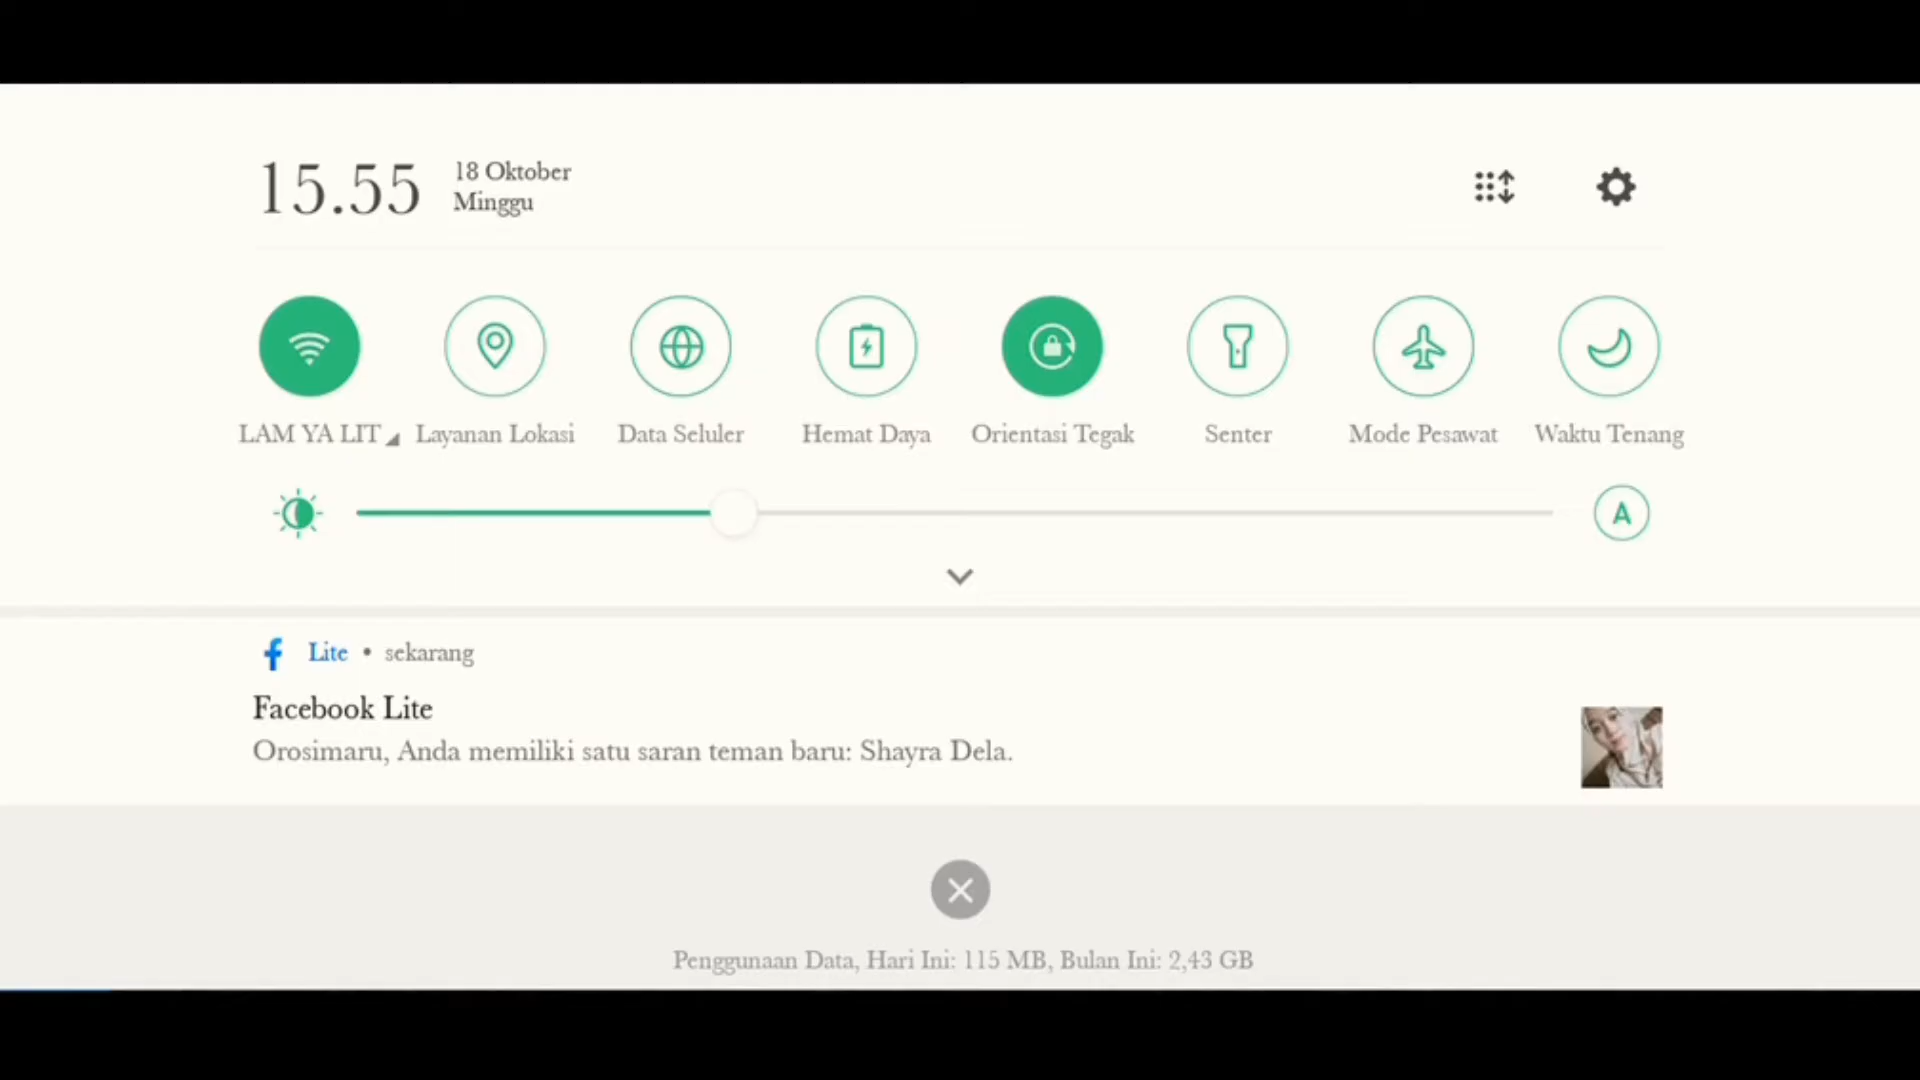 15.55
18 Oktober
Minggu
LAM YA LIT
Layanan Lokasi
Data Seluler
Hemat Daya
Orientasi Tegak
Senter
Mode Pesawat
Waktu Tenang
A
Lite • sekarang
Facebook Lite
Orosimaru, Anda memiliki satu saran teman baru: Shayra Dela.
Penggunaan Data, Hari Ini: 115 MB, Bulan Ini: 2,43 GB